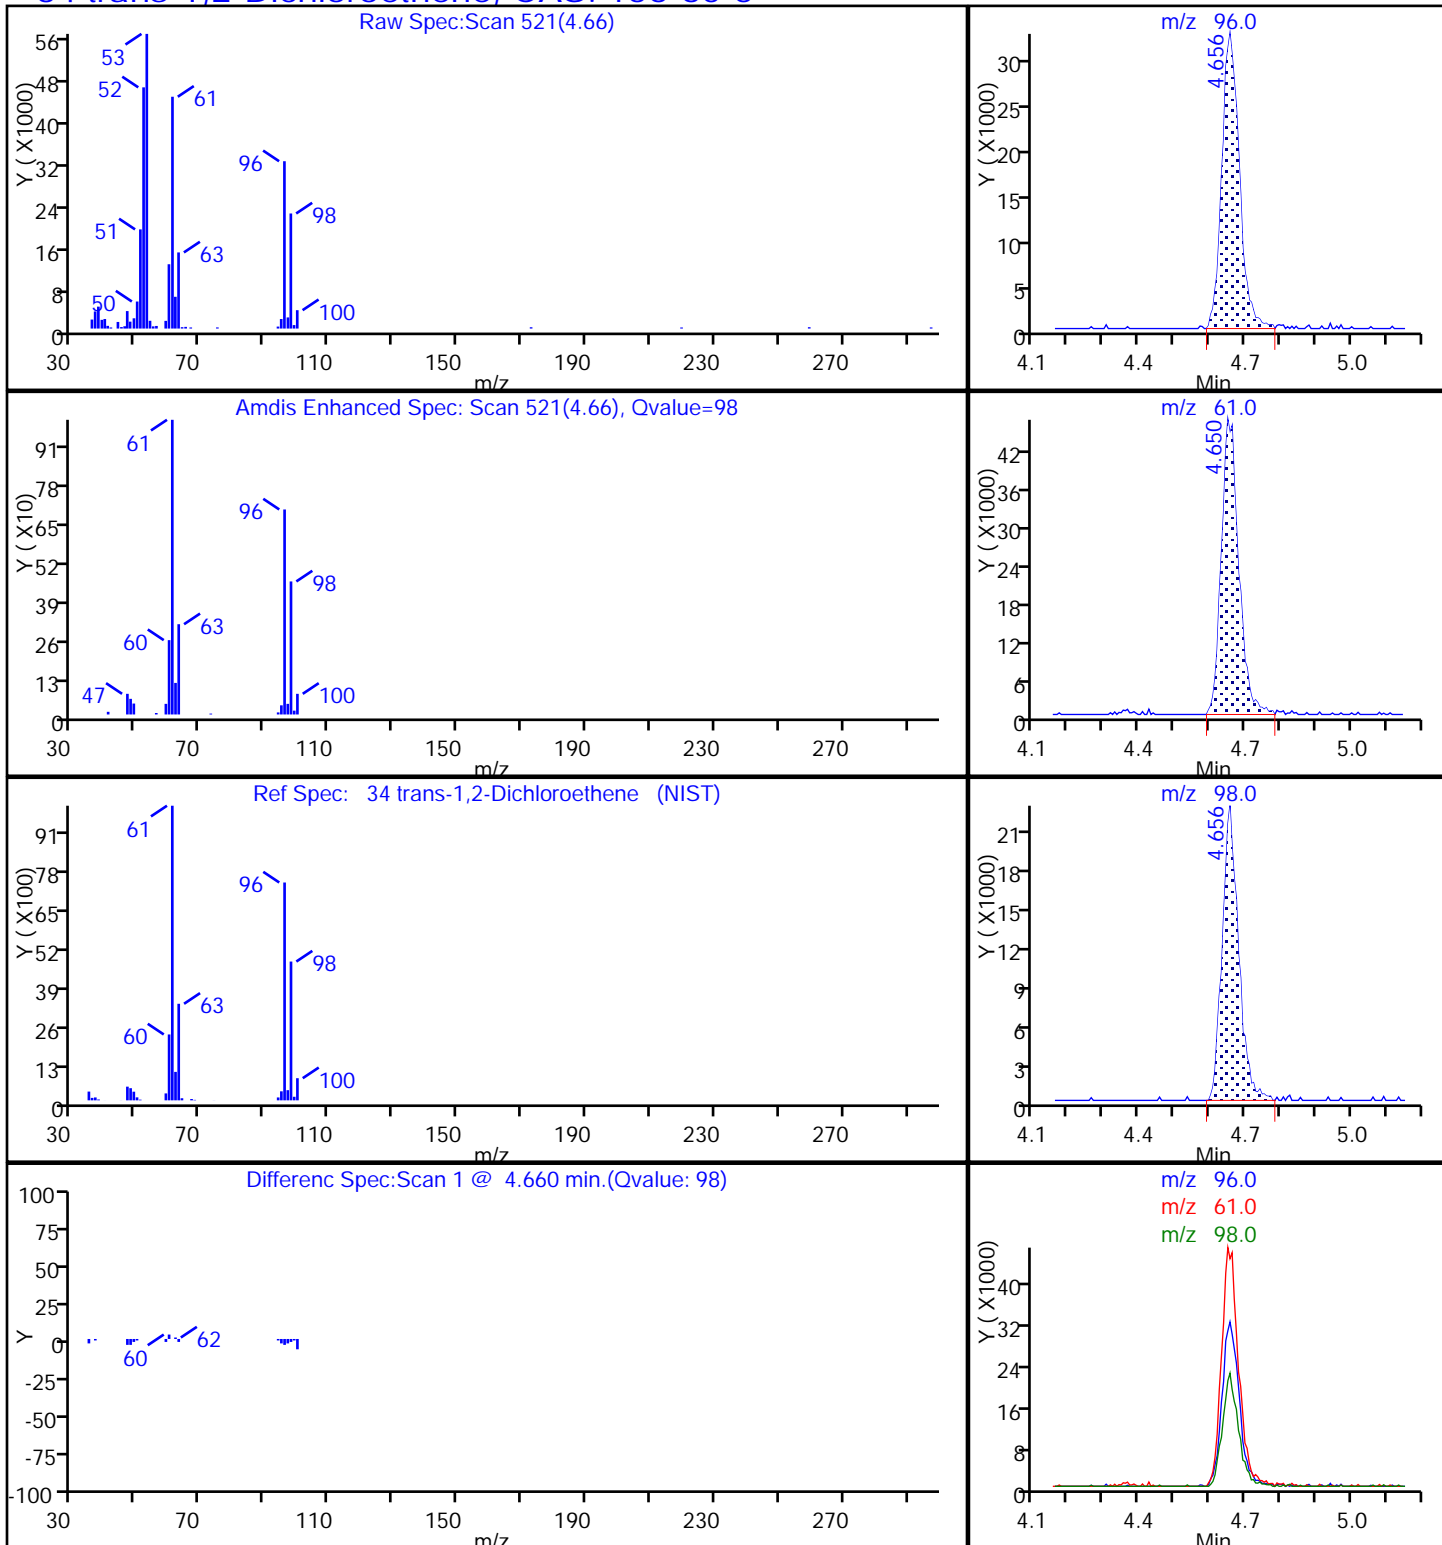 34 trans-1,2-Dichloroethene, CAS: 156-60-5
Raw Spec:Scan 521(4.66)
Y ( X1000)
56
48
40
32
24
16
8
0
53
52
61
96
51
98
63
50
100
30 70 110 150 190 230 270
m/z
m/z 96.0
4.656
Y ( X1000)
30
25
20
15
10
5
0
4.1 4.4 4.7 5.0
Min
Amdis Enhanced Spec: Scan 521(4.66), Qvalue=98
Y ( X10)
91
78
65
52
39
26
13
0
61
96
98
60
63
47
100
30 70 110 150 190 230 270
m/z
m/z 61.0
4.650
Y ( X1000)
42
36
30
24
18
12
6
0
4.1 4.4 4.7 5.0
Min
Ref Spec: 34 trans-1,2-Dichloroethene (NIST)
Y ( X100)
91
78
65
52
39
26
13
0
61
96
98
63
60
100
30 70 110 150 190 230 270
m/z
m/z 98.0
4.656
Y ( X1000)
21
18
15
12
9
6
3
0
4.1 4.4 4.7 5.0
Min
Differenc Spec:Scan 1 @ 4.660 min.(Qvalue: 98)
Y
100
75
50
25
0
-25
-50
-75
-100
60
62
30 70 110 150 190 230 270
m/z
m/z 96.0
m/z 61.0
m/z 98.0
Y ( X1000)
40
32
24
16
8
0
4.1 4.4 4.7 5.0
Min